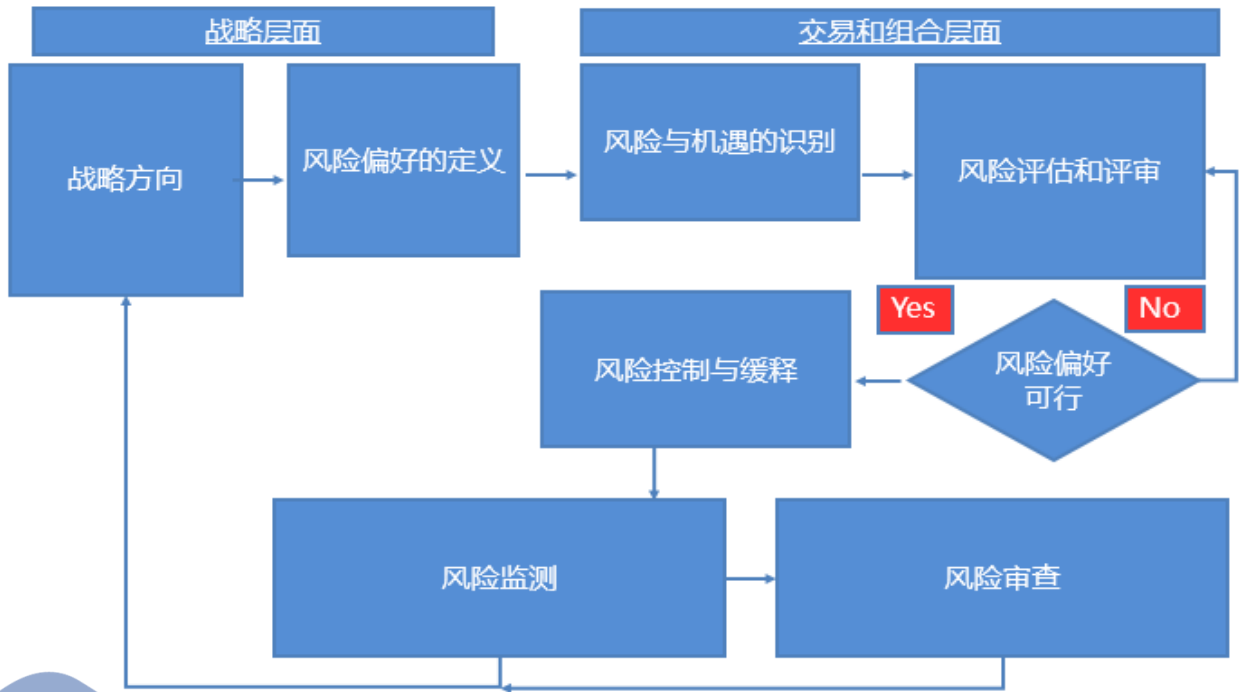 战略层面
交易和组合层面
战略方向
风险偏好的定义
风险与机遇的识别
风险评估和评审
Yes
No
风险控制与缓释
风险偏好
可行
风险监测
风险审查